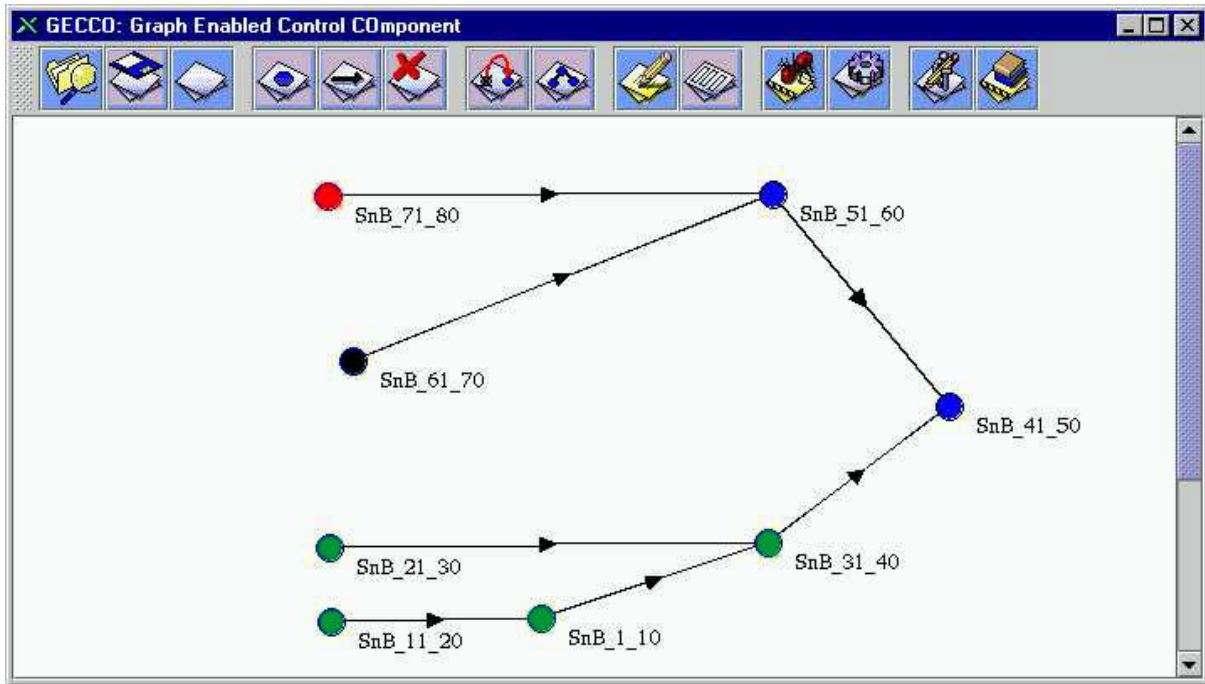 GECCO: Graph Enabled Control COmponent
SnB_71_80
SnB_51_60
SnB_61_70
SnB_41_50
SnB_21_30
SnB_31_40
SnB_11_20
SnB_1_10